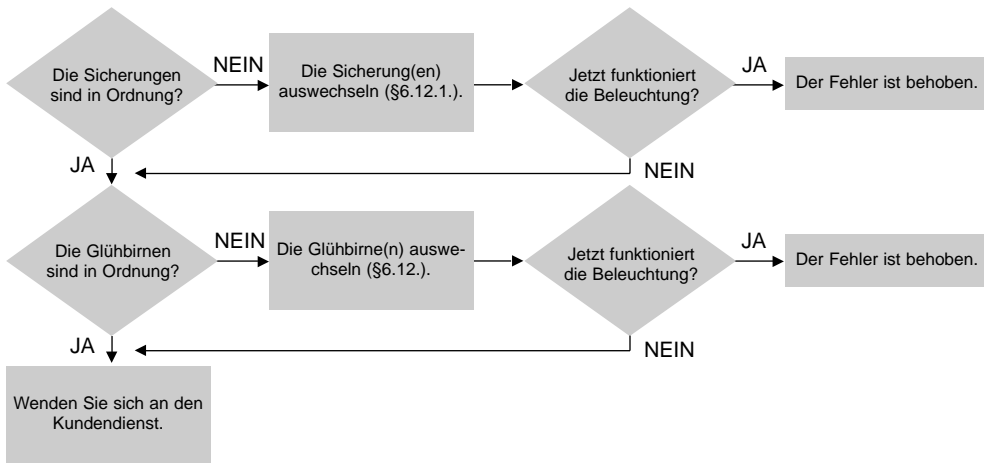 Die Sicherungen
sind in Ordnung?
NEIN
Die Sicherung(en)
auswechseln (§6.12.1.).
Jetzt funktioniert
die Beleuchtung?
JA
Der Fehler ist behoben.
JA
NEIN
Die Glühbirnen
sind in Ordnung?
NEIN
Die Glühbirne(n) auswe-
chseln (§6.12.).
Jetzt funktioniert
die Beleuchtung?
JA
Der Fehler ist behoben.
JA
NEIN
Wenden Sie sich an den
Kundendienst.